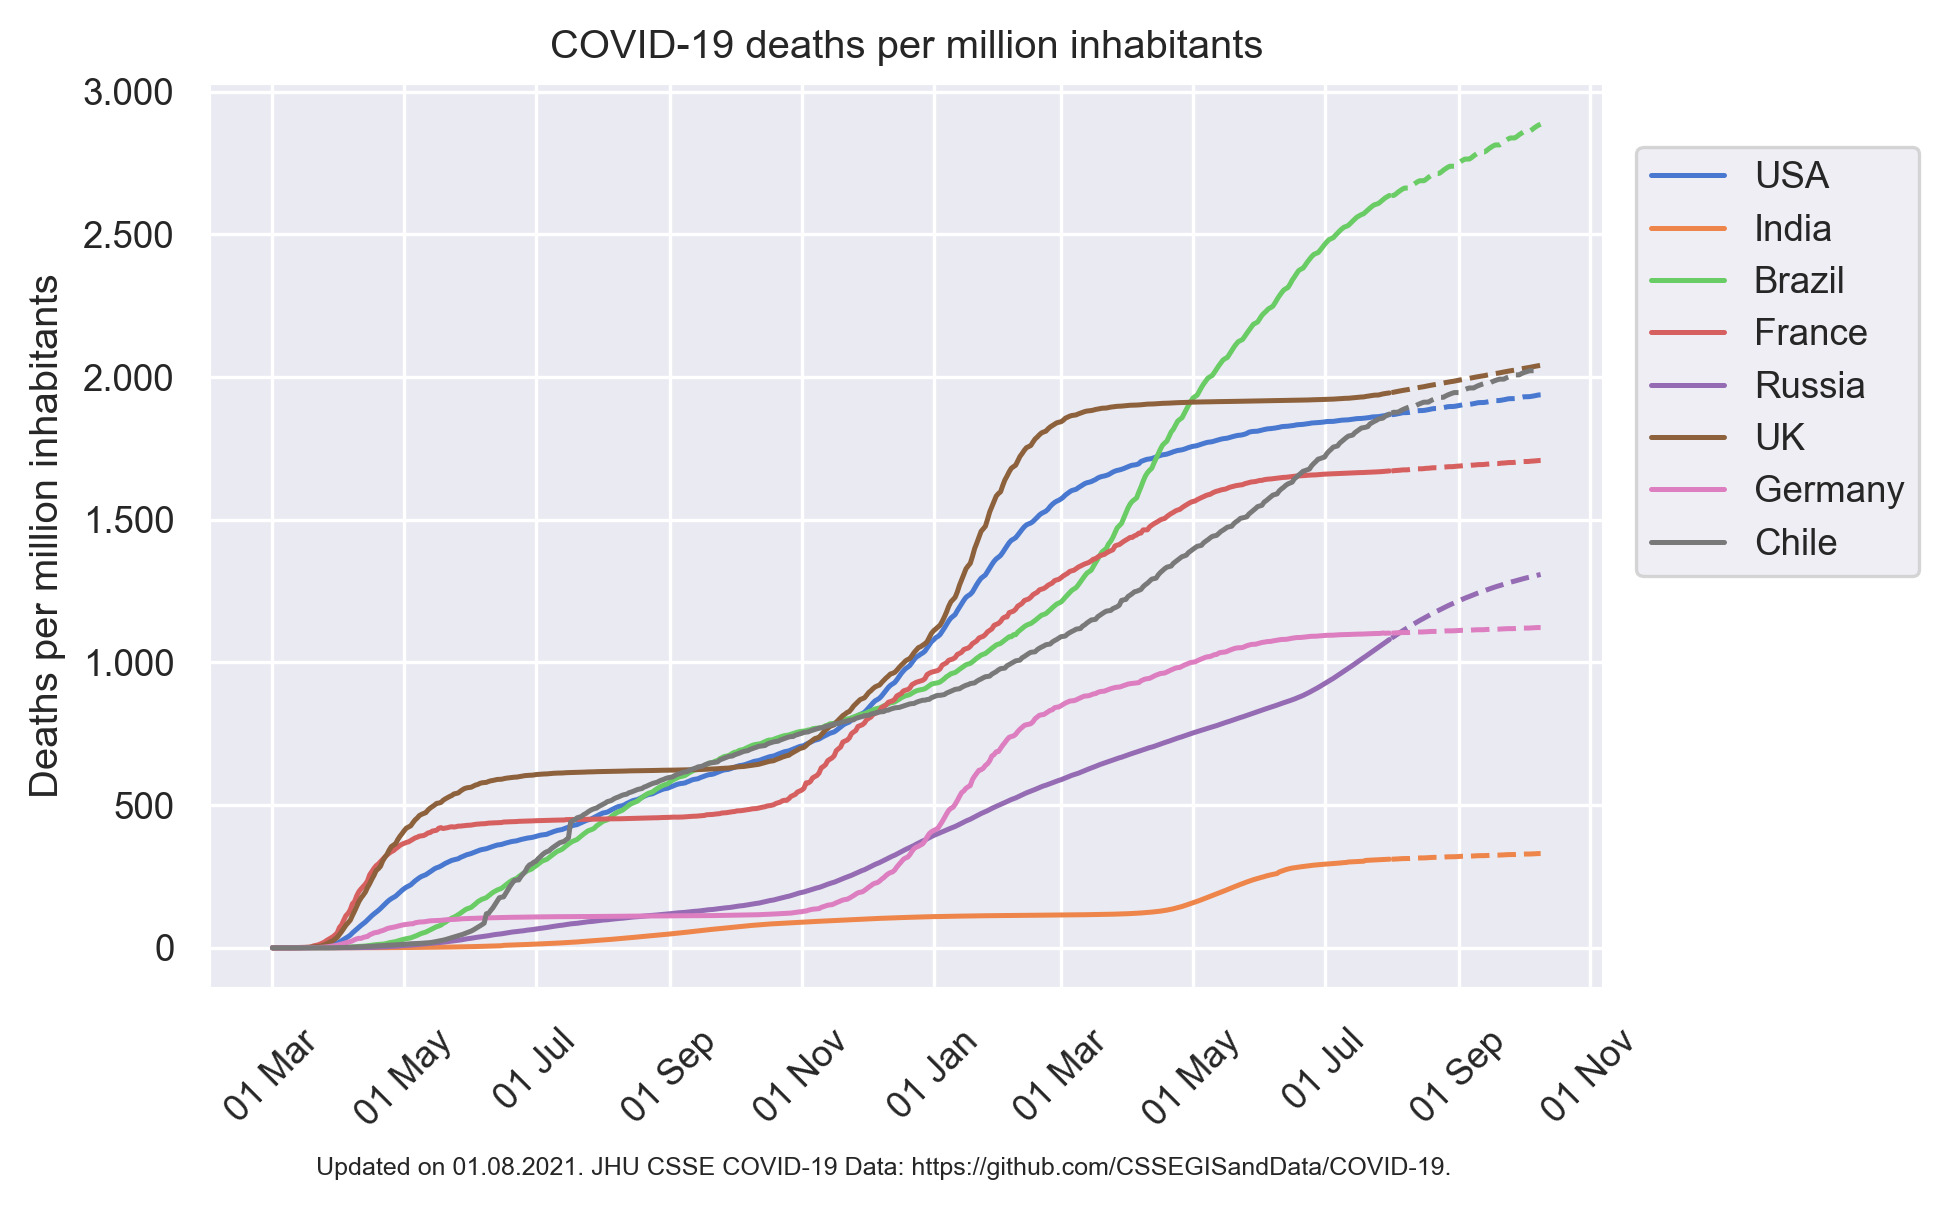 COVID-19 deaths per million inhabitants
Deaths per million inhabitants
3.000
2.500
2.000
1.500
1.000
500
0
USA
India
Brazil
France
Russia
UK
Germany
Chile
01 Mar
01 May
01 Jul
01 Sep
01 Nov
01 Jan
01 Mar
01 May
01 Jul
01 Sep
01 Nov
Updated on 01.08.2021. JHU CSSE COVID-19 Data: https://github.com/CSSEGISandData/COVID-19.